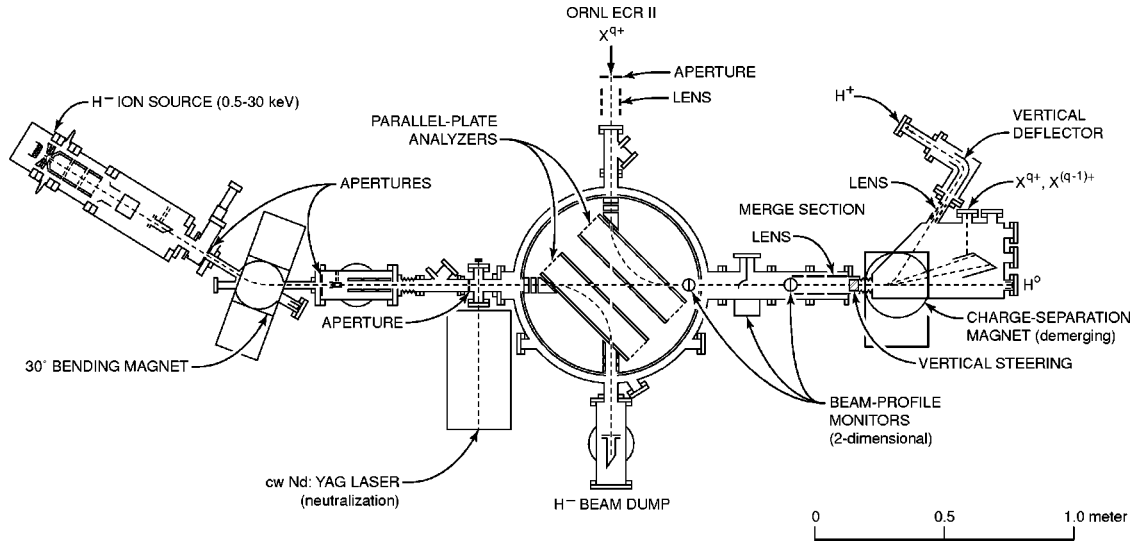 ORNL ECR II
X^q+
APERTURE
LENS
H⁻ ION SOURCE (0.5-30 keV)
PARALLEL-PLATE
ANALYZERS
H⁺
VERTICAL
DEFLECTOR
APERTURES
LENS
X^q+, X^(q-1)+
MERGE SECTION
LENS
H⁰
APERTURE
CHARGE-SEPARATION
MAGNET (demerging)
30° BENDING MAGNET
VERTICAL STEERING
BEAM-PROFILE
MONITORS
(2-dimensional)
cw Nd: YAG LASER
(neutralization)
H⁻ BEAM DUMP
0
0.5
1.0 meter